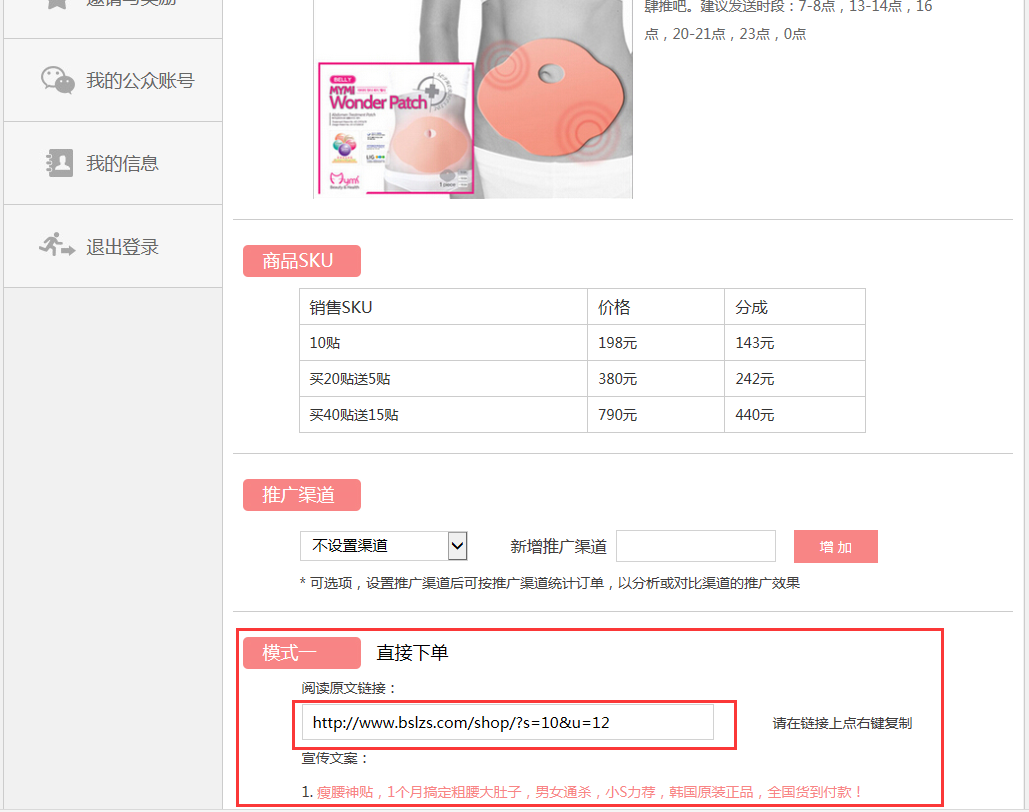 邀请与奖励
我的公众账号
我的信息
退出登录
肆推吧。建议发送时段：7-8点，13-14点，16
点，20-21点，23点，0点
BELLY
MYMI
Wonder Patch
Mymi
Beauty & Health
1 piece
商品SKU
销售SKU 价格 分成
10贴 198元 143元
买20贴送5贴 380元 242元
买40贴送15贴 790元 440元
推广渠道
不设置渠道 新增推广渠道 增 加
* 可选项，设置推广渠道后可按推广渠道统计订单，以分析或对比渠道的推广效果
模式一 直接下单
阅读原文链接：
http://www.bslzs.com/shop/?s=10&u=12 请在链接上点右键复制
宣传文案：
1. 瘦腰神贴，1个月搞定粗腰大肚子，男女通杀，小S力荐，韩国原装正品，全国货到付款！